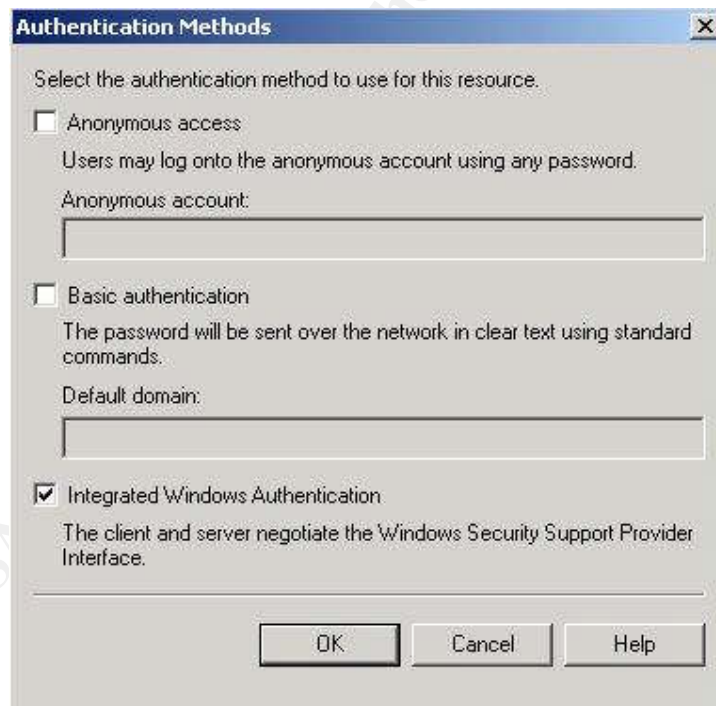 Authentication Methods
Select the authentication method to use for this resource.
Anonymous access
Users may log onto the anonymous account using any password.
Anonymous account:
Basic authentication
The password will be sent over the network in clear text using standard
commands.
Default domain:
Integrated Windows Authentication
The client and server negotiate the Windows Security Support Provider
Interface.
OK
Cancel
Help